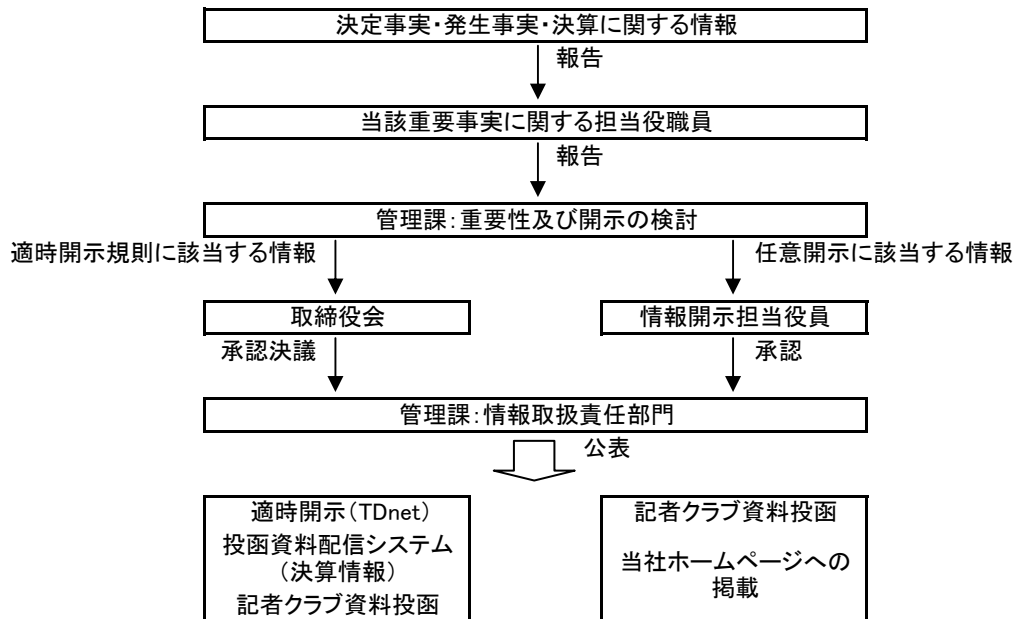 決定事実・発生事実・決算に関する情報
報告
当該重要事実に関する担当役職員
報告
管理課：重要性及び開示の検討
適時開示規則に該当する情報
任意開示に該当する情報
取締役会
情報開示担当役員
承認決議
承認
管理課：情報取扱責任部門
公表
適時開示（TDnet）
投函資料配信システム
（決算情報）
記者クラブ資料投函
記者クラブ資料投函
当社ホームページへの
掲載